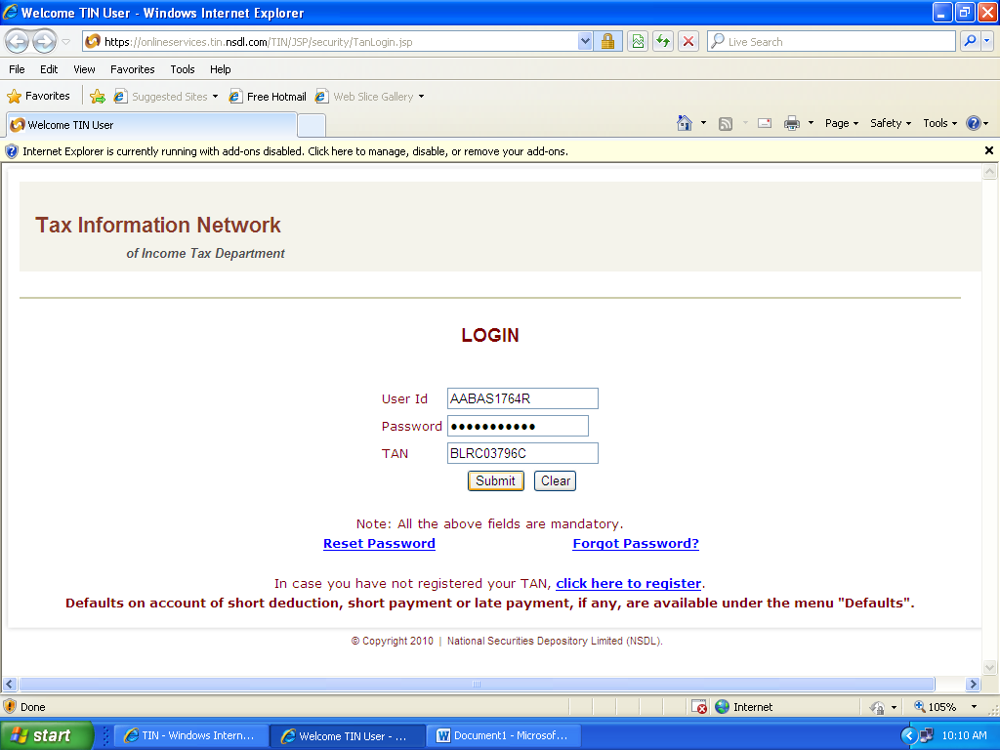 Welcome TIN User - Windows Internet Explorer
https://onlineservices.tin.nsdl.com/TIN/JSP/security/TanLogin.jsp
Live Search
File Edit View Favorites Tools Help
Favorites Suggested Sites Free Hotmail Web Slice Gallery
Welcome TIN User
Page Safety Tools
Internet Explorer is currently running with add-ons disabled. Click here to manage, disable, or remove your add-ons.
Tax Information Network
of Income Tax Department
LOGIN
User Id AABAS1764R
Password ●●●●●●●●●●●
TAN BLRC03796C
Submit Clear
Note: All the above fields are mandatory.
Reset Password Forgot Password?
In case you have not registered your TAN, click here to register.
Defaults on account of short deduction, short payment or late payment, if any, are available under the menu "Defaults".
© Copyright 2010 | National Securities Depository Limited (NSDL).
Done Internet 105%
start TIN - Windows Intern... Welcome TIN User - ... Document1 - Microsof... 10:10 AM